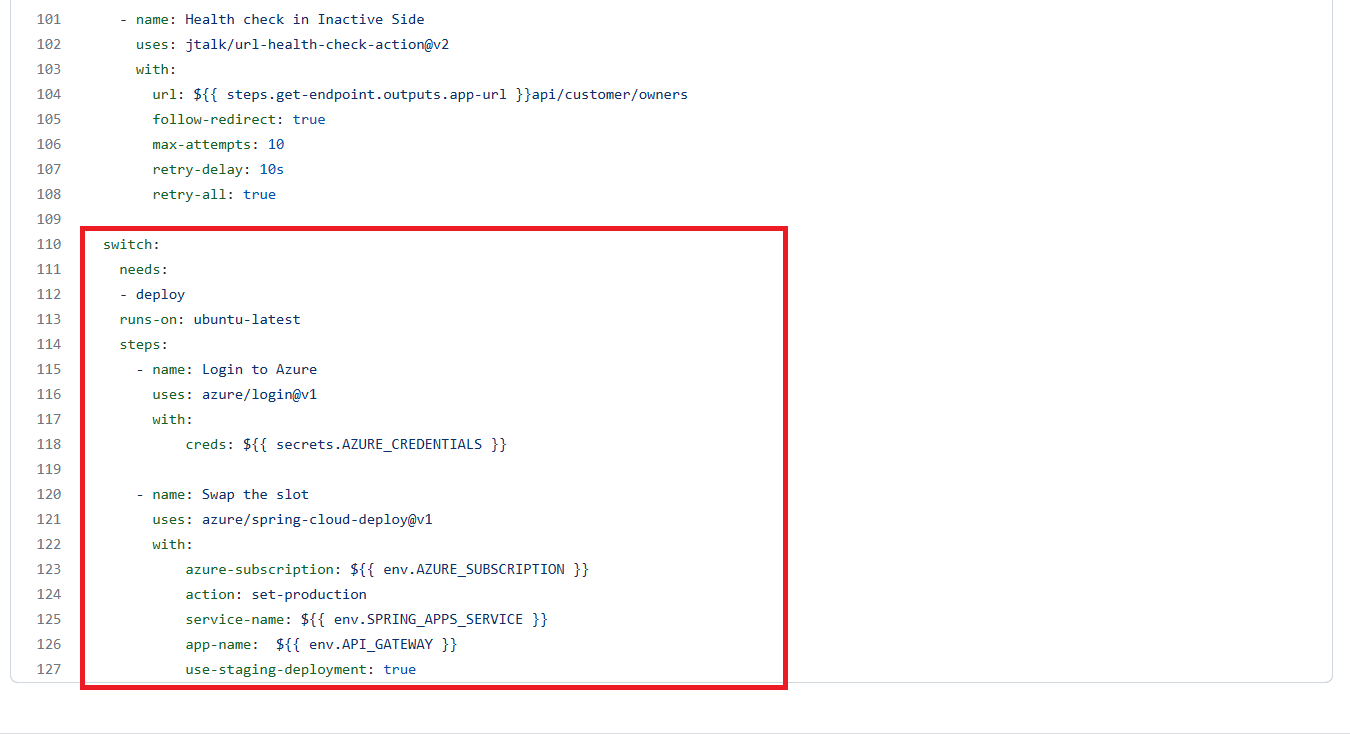 101 - name: Health check in Inactive Side
102 uses: jtalk/url-health-check-action@v2
103 with:
104 url: ${{ steps.get-endpoint.outputs.app-url }}api/customer/owners
105 follow-redirect: true
106 max-attempts: 10
107 retry-delay: 10s
108 retry-all: true
109
110 switch:
111 needs:
112 - deploy
113 runs-on: ubuntu-latest
114 steps:
115 - name: Login to Azure
116 uses: azure/login@v1
117 with:
118 creds: ${{ secrets.AZURE_CREDENTIALS }}
119
120 - name: Swap the slot
121 uses: azure/spring-cloud-deploy@v1
122 with:
123 azure-subscription: ${{ env.AZURE_SUBSCRIPTION }}
124 action: set-production
125 service-name: ${{ env.SPRING_APPS_SERVICE }}
126 app-name:  ${{ env.API_GATEWAY }}
127 use-staging-deployment: true